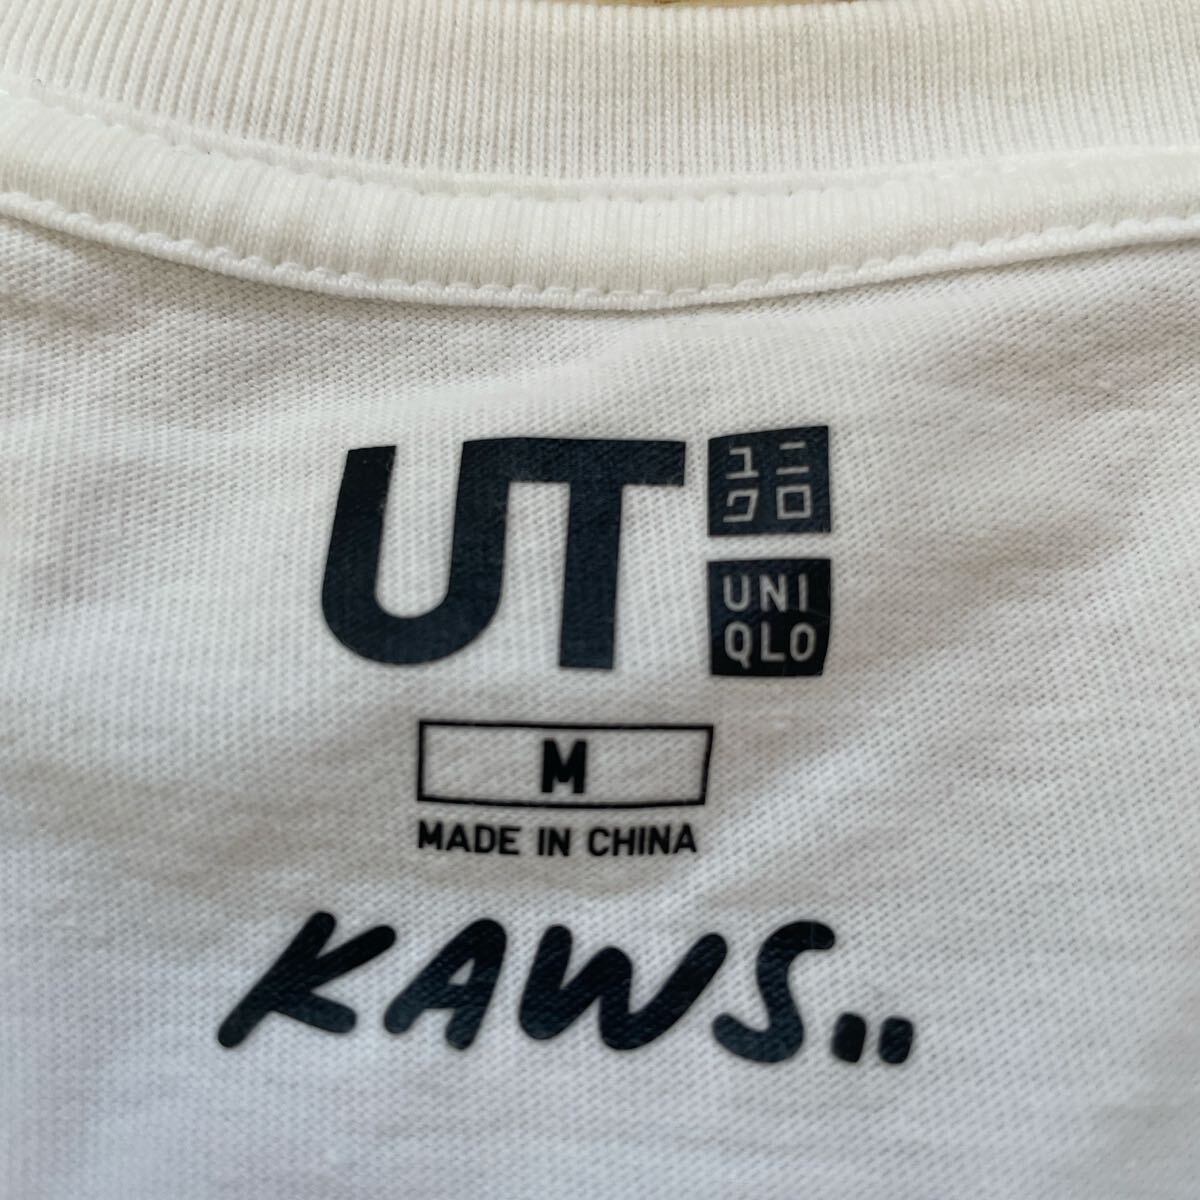 UT
ユニ
クロ
UNI
QLO
M
MADE IN CHINA
KAWS..